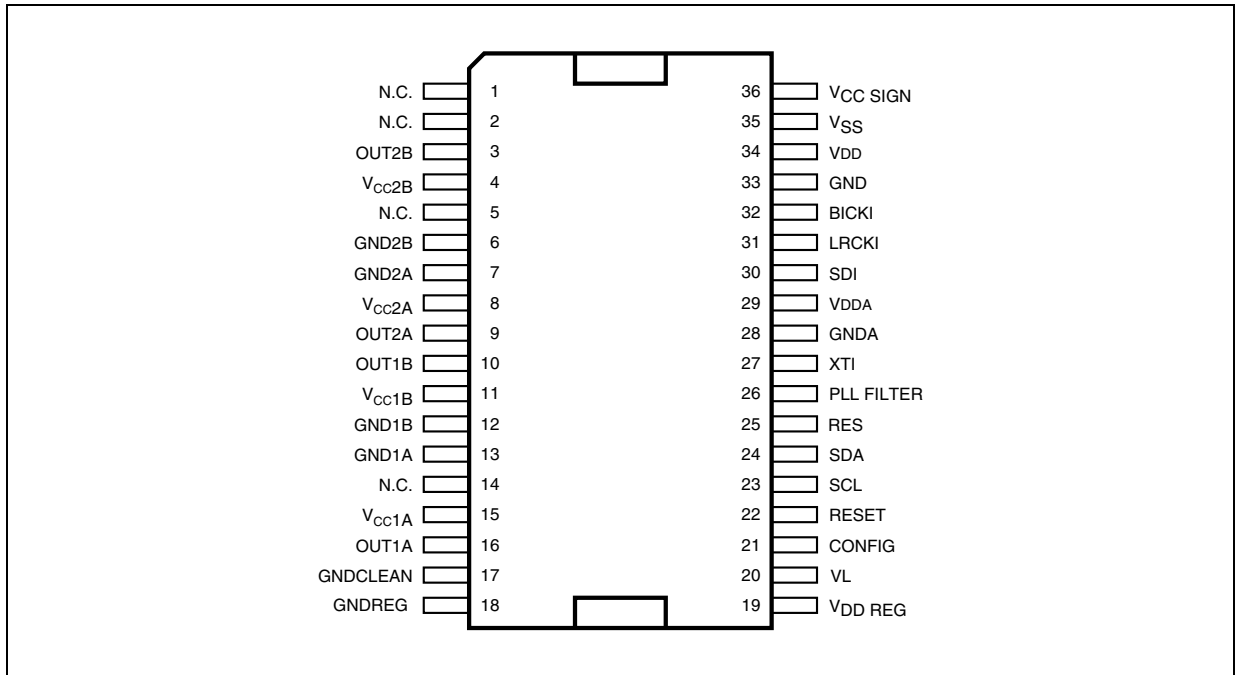 N.C. 1 36 VCC SIGN
N.C. 2 35 VSS
OUT2B 3 34 VDD
VCC2B 4 33 GND
N.C. 5 32 BICKI
GND2B 6 31 LRCKI
GND2A 7 30 SDI
VCC2A 8 29 VDDA
OUT2A 9 28 GNDA
OUT1B 10 27 XTI
VCC1B 11 26 PLL FILTER
GND1B 12 25 RES
GND1A 13 24 SDA
N.C. 14 23 SCL
VCC1A 15 22 RESET
OUT1A 16 21 CONFIG
GNDCLEAN 17 20 VL
GNDREG 18 19 VDD REG